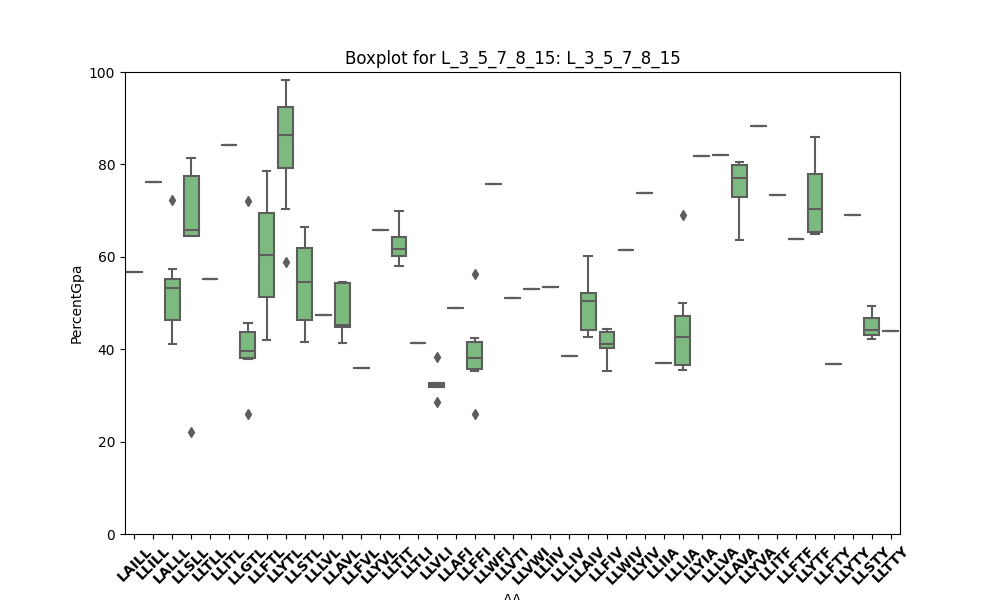 Boxplot for L_3_5_7_8_15: L_3_5_7_8_15
PercentGpa
100
80
60
40
20
0
LAILL LLILL LALLL LLSLL LLTLL LLITL LLGTL LLFTL LLYTL LLSTL LLLVL LLAVL LLFVL LLYVL LLTIT LLTLI LLVLI LLAFI LLFFI LLWFI LLVTI LLVWI LLIIV LLLIV LLAIV LLFIV LLWIV LLYIV LLIIA LLLIA LLYIA LLLVA LLAVA LLYVA LLITF LLFTF LLYTF LLFTY LLYTY LLSTY LLTTY